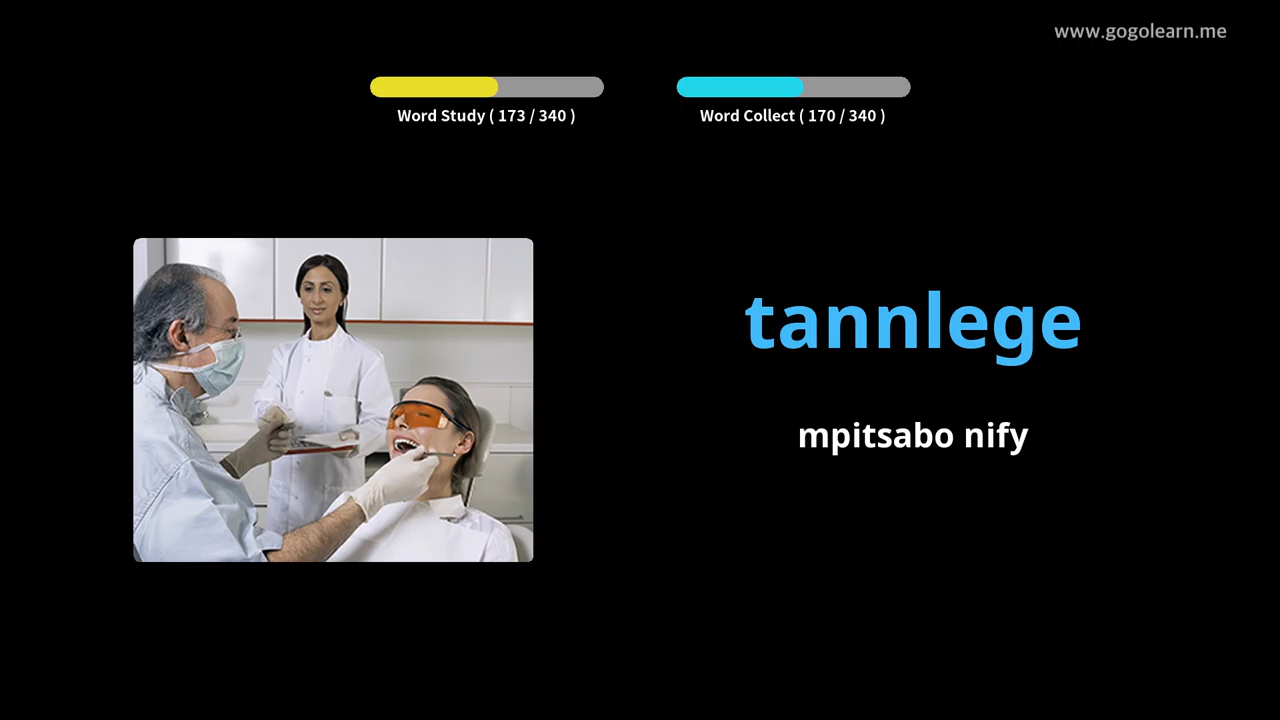 www.gogolearn.me
Word Study ( 173 / 340 )
Word Collect ( 170 / 340 )
tannlege
mpitsabo nify